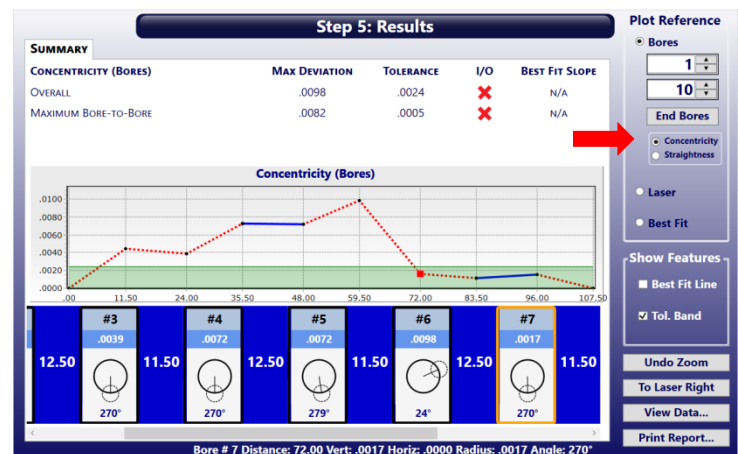 Step 5: Results
SUMMARY
CONCENTRICITY (BORES) MAX DEVIATION TOLERANCE I/O BEST FIT SLOPE
OVERALL .0098 .0024 N/A
MAXIMUM BORE-TO-BORE .0082 .0005 N/A
Concentricity (Bores)
.0100
.0080
.0060
.0040
.0020
.0000
.00 11.50 24.00 35.50 48.00 59.50 72.00 83.50 96.00 107.50
#3 #4 #5 #6 #7
.0039 .0072 .0072 .0098 .0017
12.50 11.50 12.50 11.50 12.50 11.50
270° 270° 279° 24° 270°
Bore # 7 Distance: 72.00 Vert: .0017 Horiz: .0000 Radius: .0017 Angle: 270°
Plot Reference
Bores
1
10
End Bores
Concentricity
Straightness
Laser
Best Fit
Show Features
Best Fit Line
Tol. Band
Undo Zoom
To Laser Right
View Data...
Print Report...